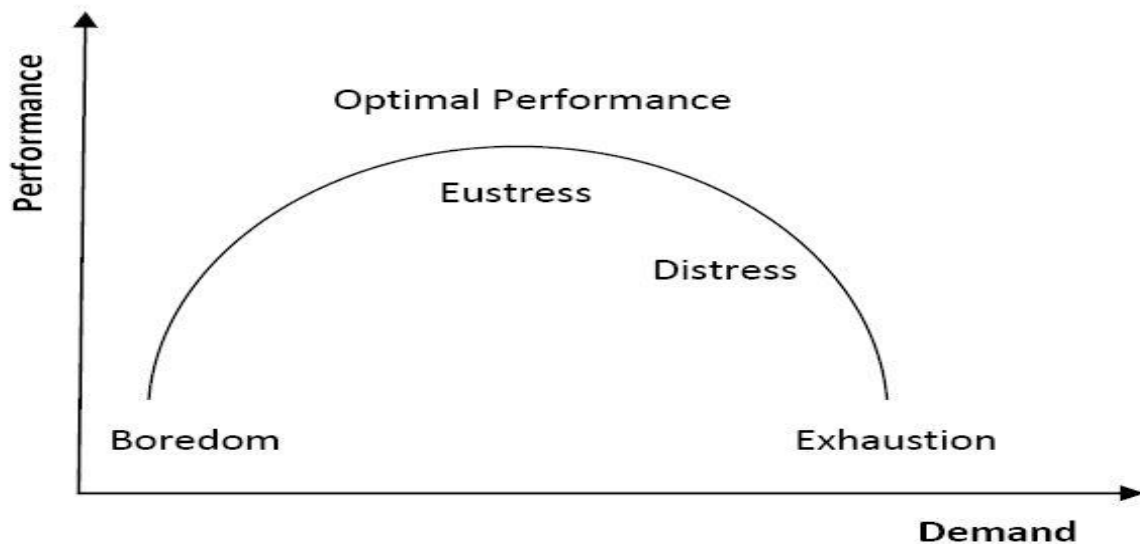 Performance
Optimal Performance
Eustress
Distress
Boredom
Exhaustion
Demand